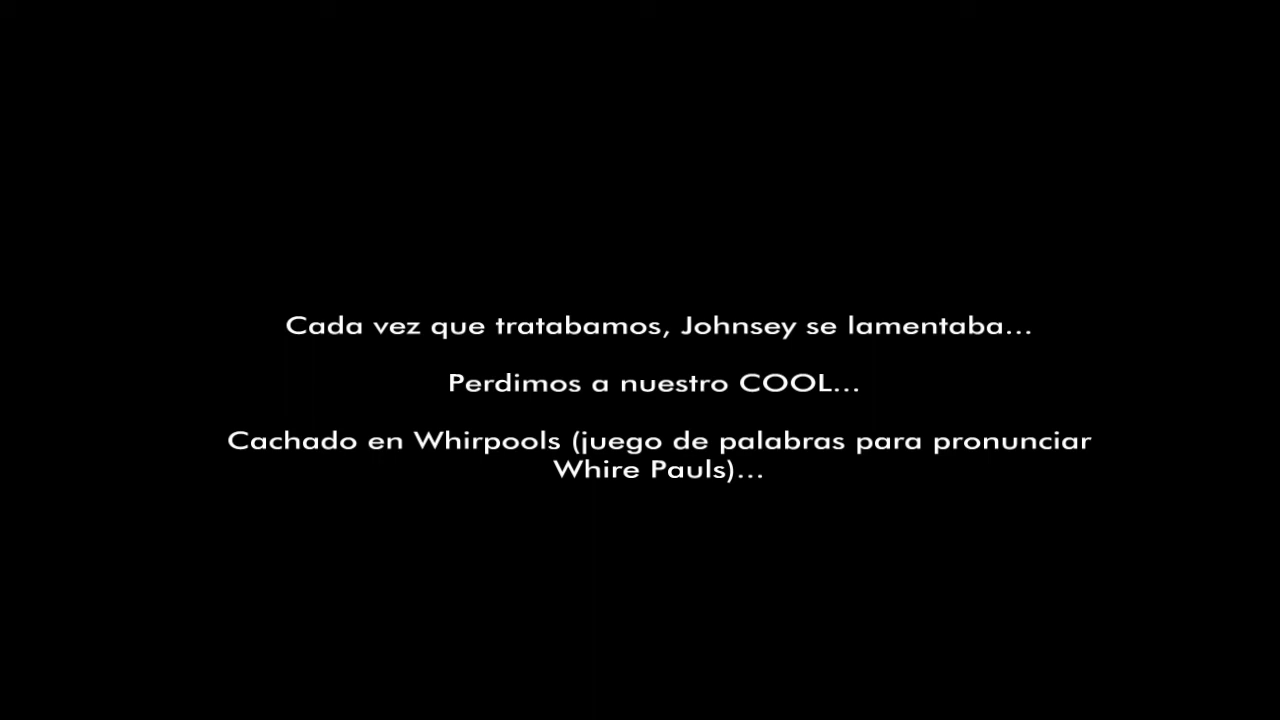 Cada vez que tratabamos, Johnsey se lamentaba...
Perdimos a nuestro COOL...
Cachado en Whirpools (juego de palabras para pronunciar
Whire Pauls)...